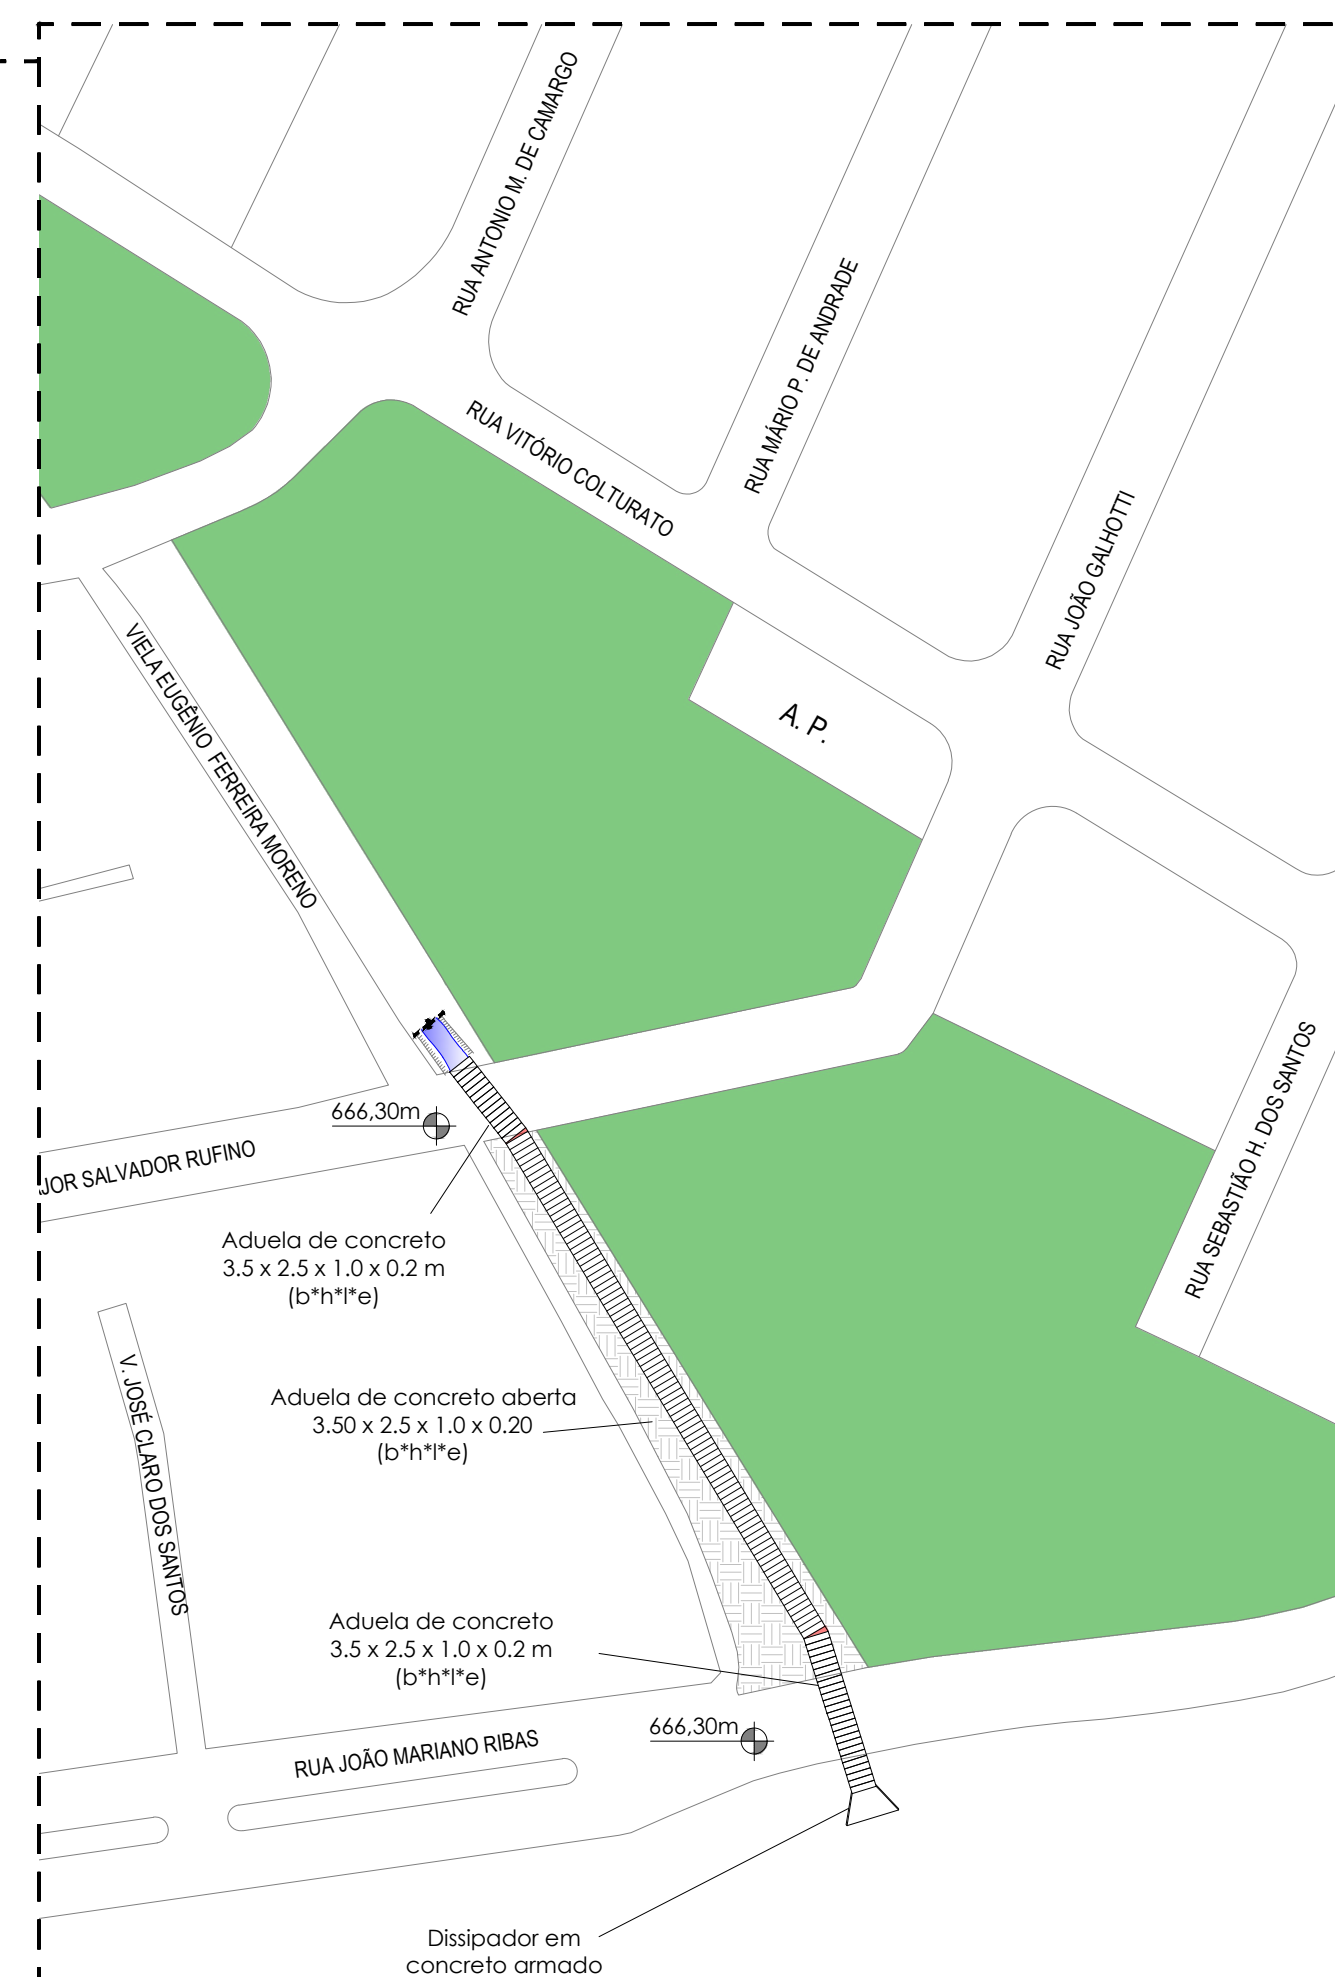 RUA ANTONIO M. DE CAMARGO
RUA MÁRIO P. DE ANDRADE
RUA VITÓRIO COLTURATO
RUA JOÃO GALHOTTI
VIELA EUGÊNIO FERREIRA MORENO
A. P.
666,30m
JOR SALVADOR RUFINO
RUA SEBASTIÃO H. DOS SANTOS
Aduela de concreto
3.5 x 2.5 x 1.0 x 0.2 m
(b*h*l*e)
V. JOSÉ CLARO DOS SANTOS
Aduela de concreto aberta
3.50 x 2.5 x 1.0 x 0.20
(b*h*l*e)
Aduela de concreto
3.5 x 2.5 x 1.0 x 0.2 m
(b*h*l*e)
666,30m
RUA JOÃO MARIANO RIBAS
Dissipador em
concreto armado